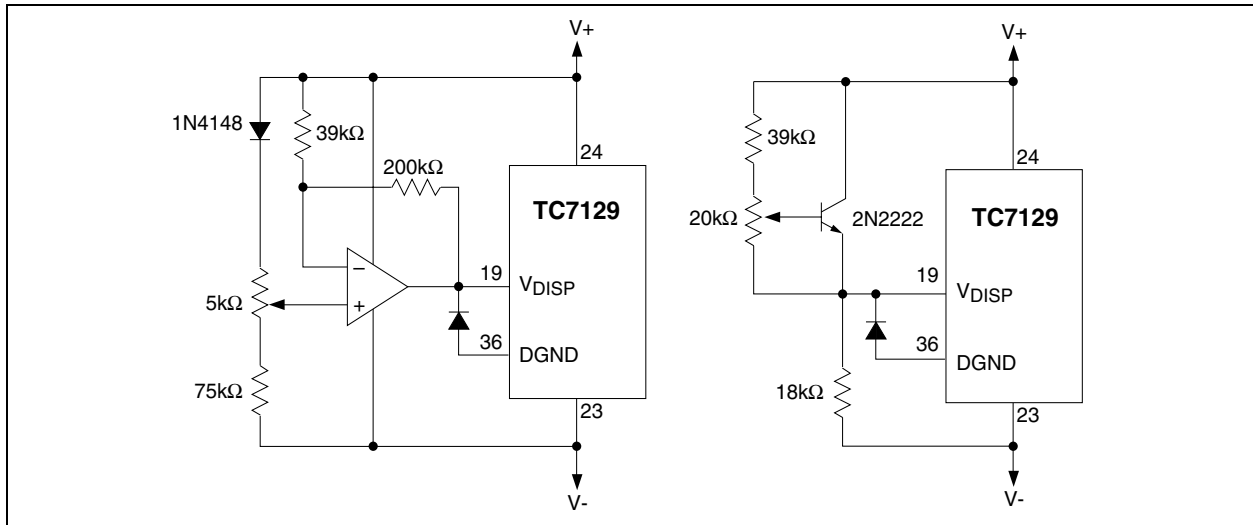 V+
1N4148
39kΩ
200kΩ
24
TC7129
19
VDISP
5kΩ
36
DGND
75kΩ
23
V-
V+
39kΩ
24
TC7129
20kΩ
2N2222
19
VDISP
36
DGND
18kΩ
23
V-